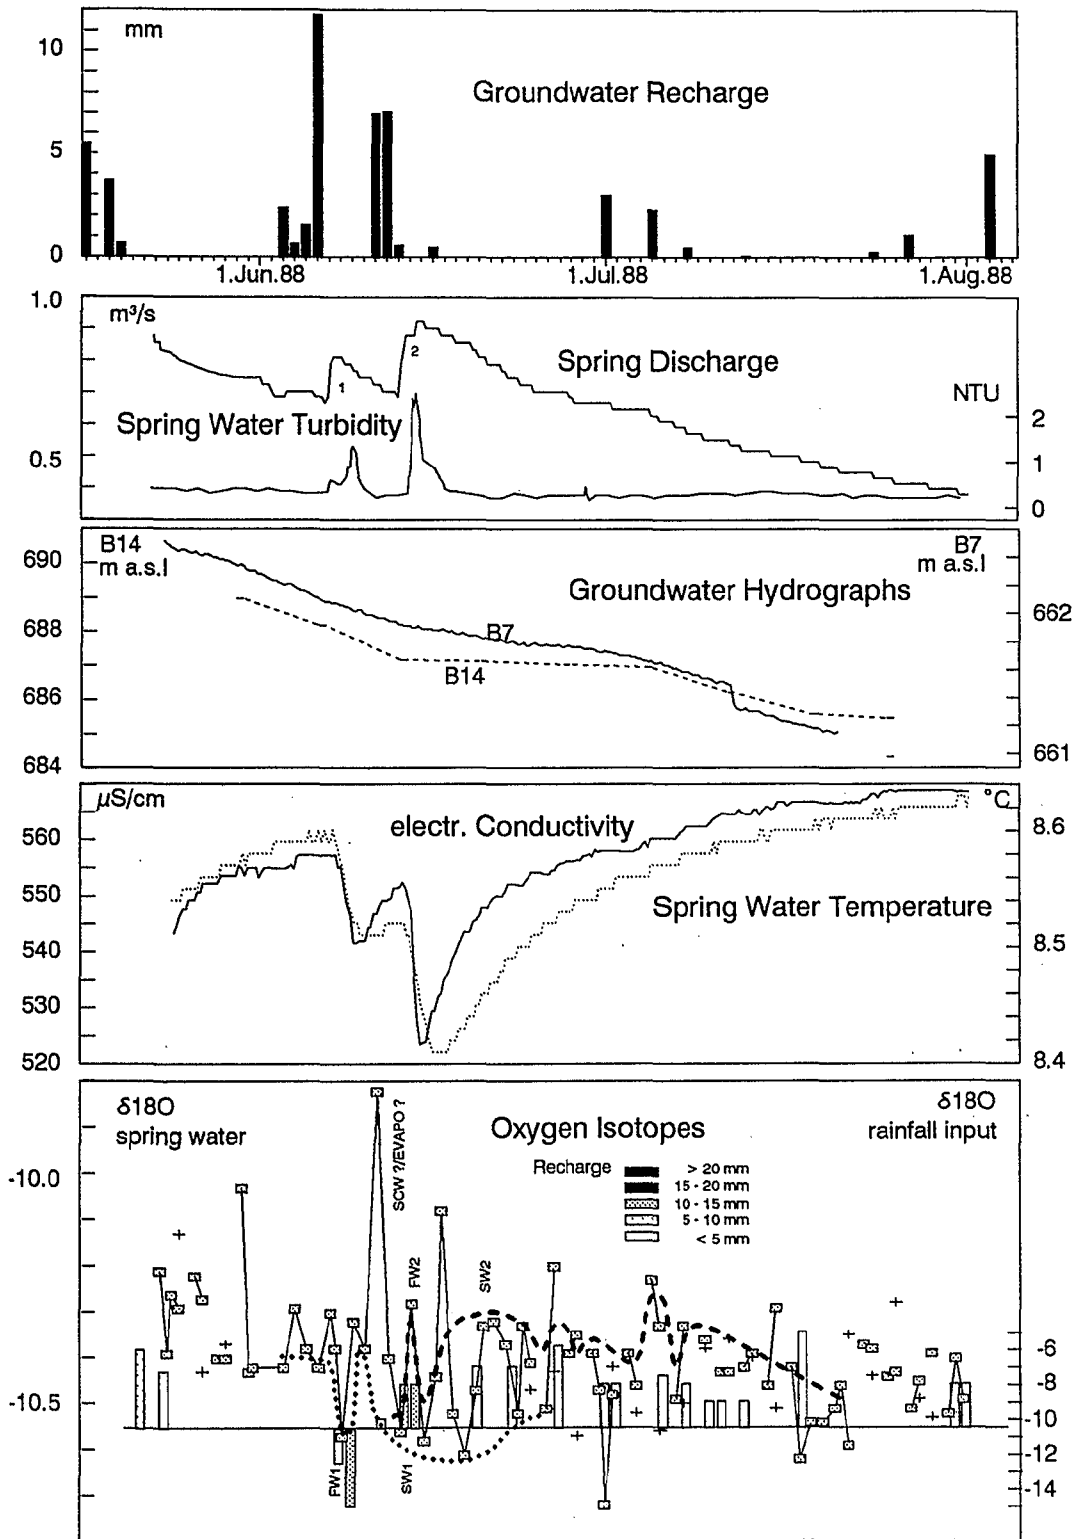 mm
10
Groundwater Recharge
5
0
1.Jun.88
1.Jul.88
1.Aug.88
1.0
m³/s
2
Spring Discharge
1
NTU
Spring Water Turbidity
2
0.5
1
0
B14
m a.s.l
B7
m a.s.l
690
Groundwater Hydrographs
662
688
B7
B14
686
684
661
µS/cm
°C
560
electr. Conductivity
8.6
550
Spring Water Temperature
540
8.5
530
520
8.4
δ18O
spring water
Oxygen Isotopes
δ18O
rainfall input
-10.0
SCW ?/EVAPO ?
Recharge
> 20 mm
15 - 20 mm
10 - 15 mm
5 - 10 mm
< 5 mm
FW2
SW2
-6
-8
-10.5
-10
-12
FW1
SW1
-14